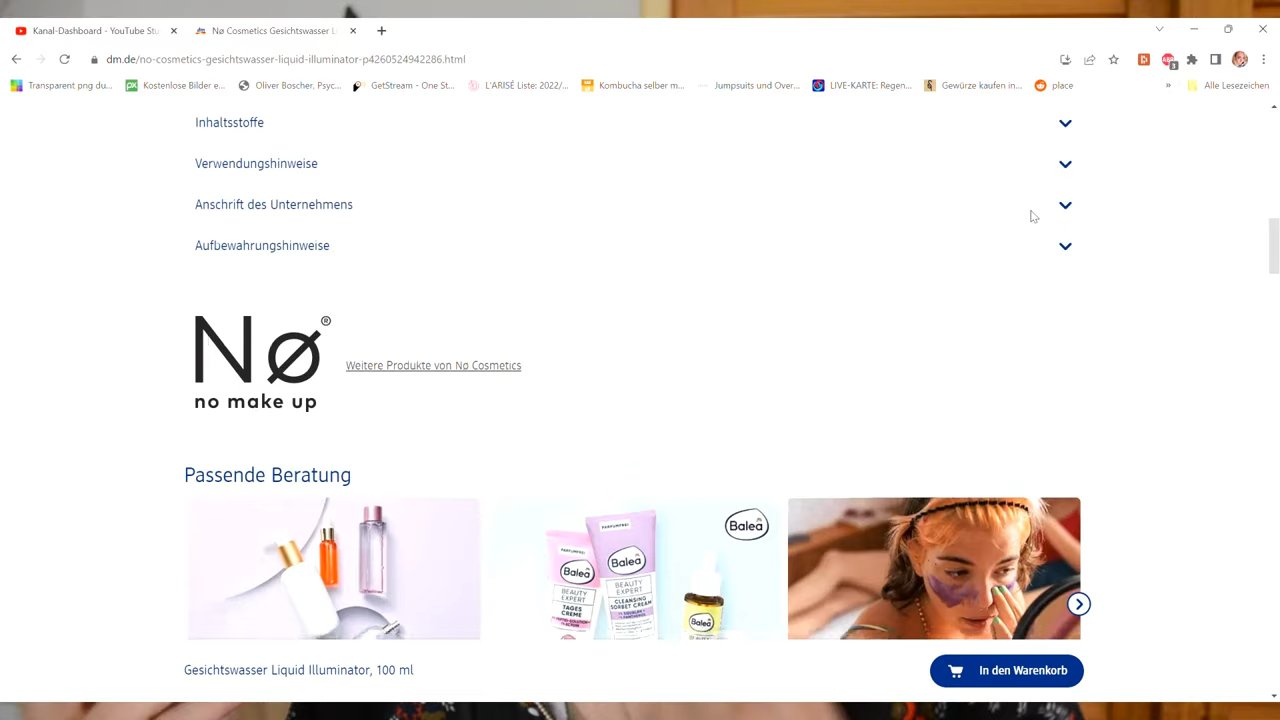 Kanal-Dashboard - YouTube Stu
Nø Cosmetics Gesichtswasser L
dm.de/no-cosmetics-gesichtswasser-liquid-illuminator-p4260524942286.html
Transparent png du...
Kostenlose Bilder e...
Oliver Boscher, Psyc...
GetStream - One St...
L'ARISÉ Liste: 2022/...
Kombucha selber m...
Jumpsuits und Over...
LIVE-KARTE: Regen...
Gewürze kaufen in...
place
»
Alle Lesezeichen
Inhaltsstoffe
Verwendungshinweise
Anschrift des Unternehmens
Aufbewahrungshinweise
Nø®
no make up
Weitere Produkte von Nø Cosmetics
Passende Beratung
Balea
PARFUMFREI
Balea
BEAUTY
EXPERT
TAGES
CREME
PARFUMFREI
Balea
BEAUTY
EXPERT
CLEANSING
SORBET CREAM
Balea
Gesichtswasser Liquid Illuminator, 100 ml
In den Warenkorb